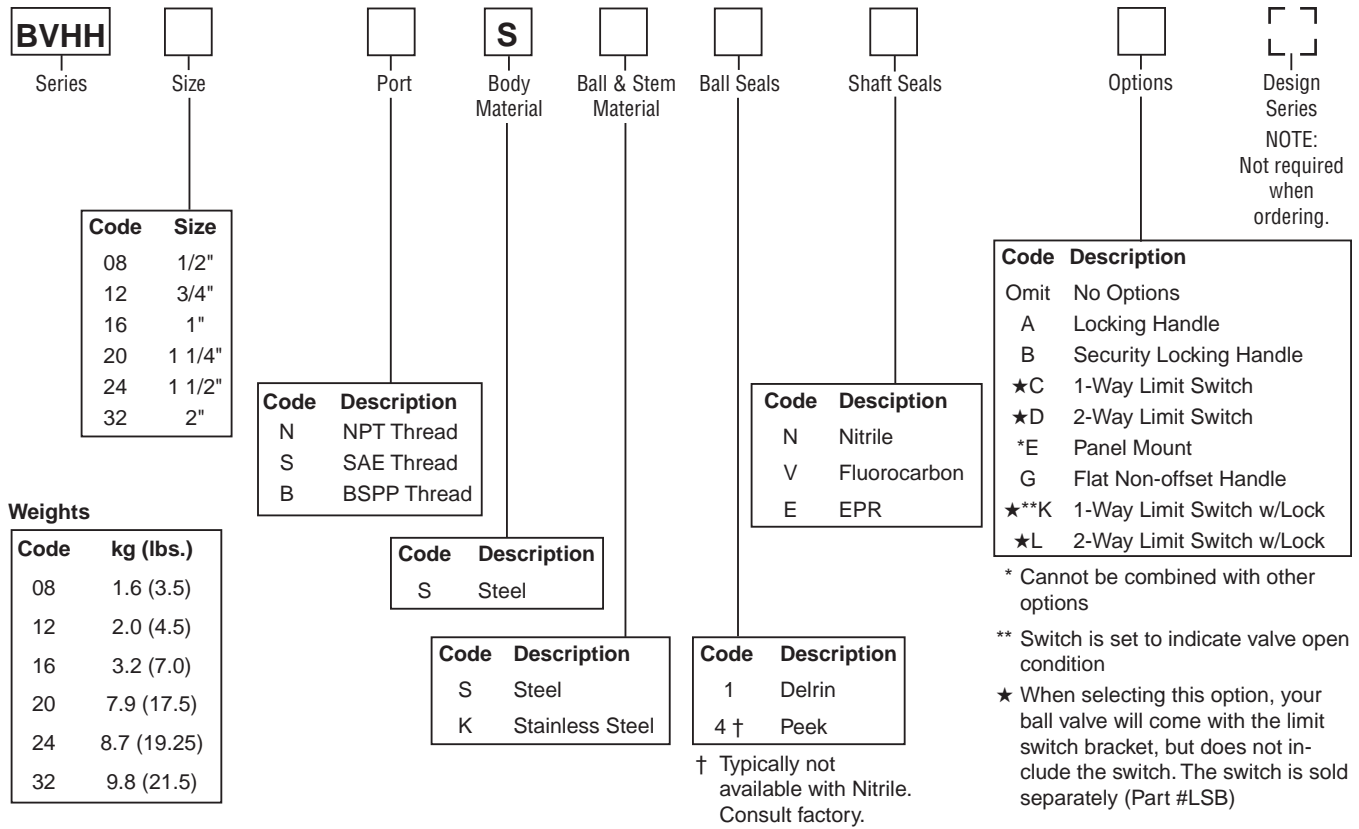 BVHH
S
Series
Size
Port
Body
Material
Ball & Stem
Material
Ball Seals
Shaft Seals
Options
Design
Series
NOTE:
Not required
when
ordering.
Code Size
08 1/2"
12 3/4"
16 1"
20 1 1/4"
24 1 1/2"
32 2"
Code Description
N NPT Thread
S SAE Thread
B BSPP Thread
Code Description
S Steel
Code Description
S Steel
K Stainless Steel
Code Description
1 Delrin
4 † Peek
† Typically not
available with Nitrile.
Consult factory.
Code Desciption
N Nitrile
V Fluorocarbon
E EPR
Code Description
Omit No Options
A Locking Handle
B Security Locking Handle
★C 1-Way Limit Switch
★D 2-Way Limit Switch
*E Panel Mount
G Flat Non-offset Handle
★**K 1-Way Limit Switch w/Lock
★L 2-Way Limit Switch w/Lock
* Cannot be combined with other
options
** Switch is set to indicate valve open
condition
★ When selecting this option, your
ball valve will come with the limit
switch bracket, but does not in-
clude the switch. The switch is sold
separately (Part #LSB)
Weights
Code kg (lbs.)
08 1.6 (3.5)
12 2.0 (4.5)
16 3.2 (7.0)
20 7.9 (17.5)
24 8.7 (19.25)
32 9.8 (21.5)